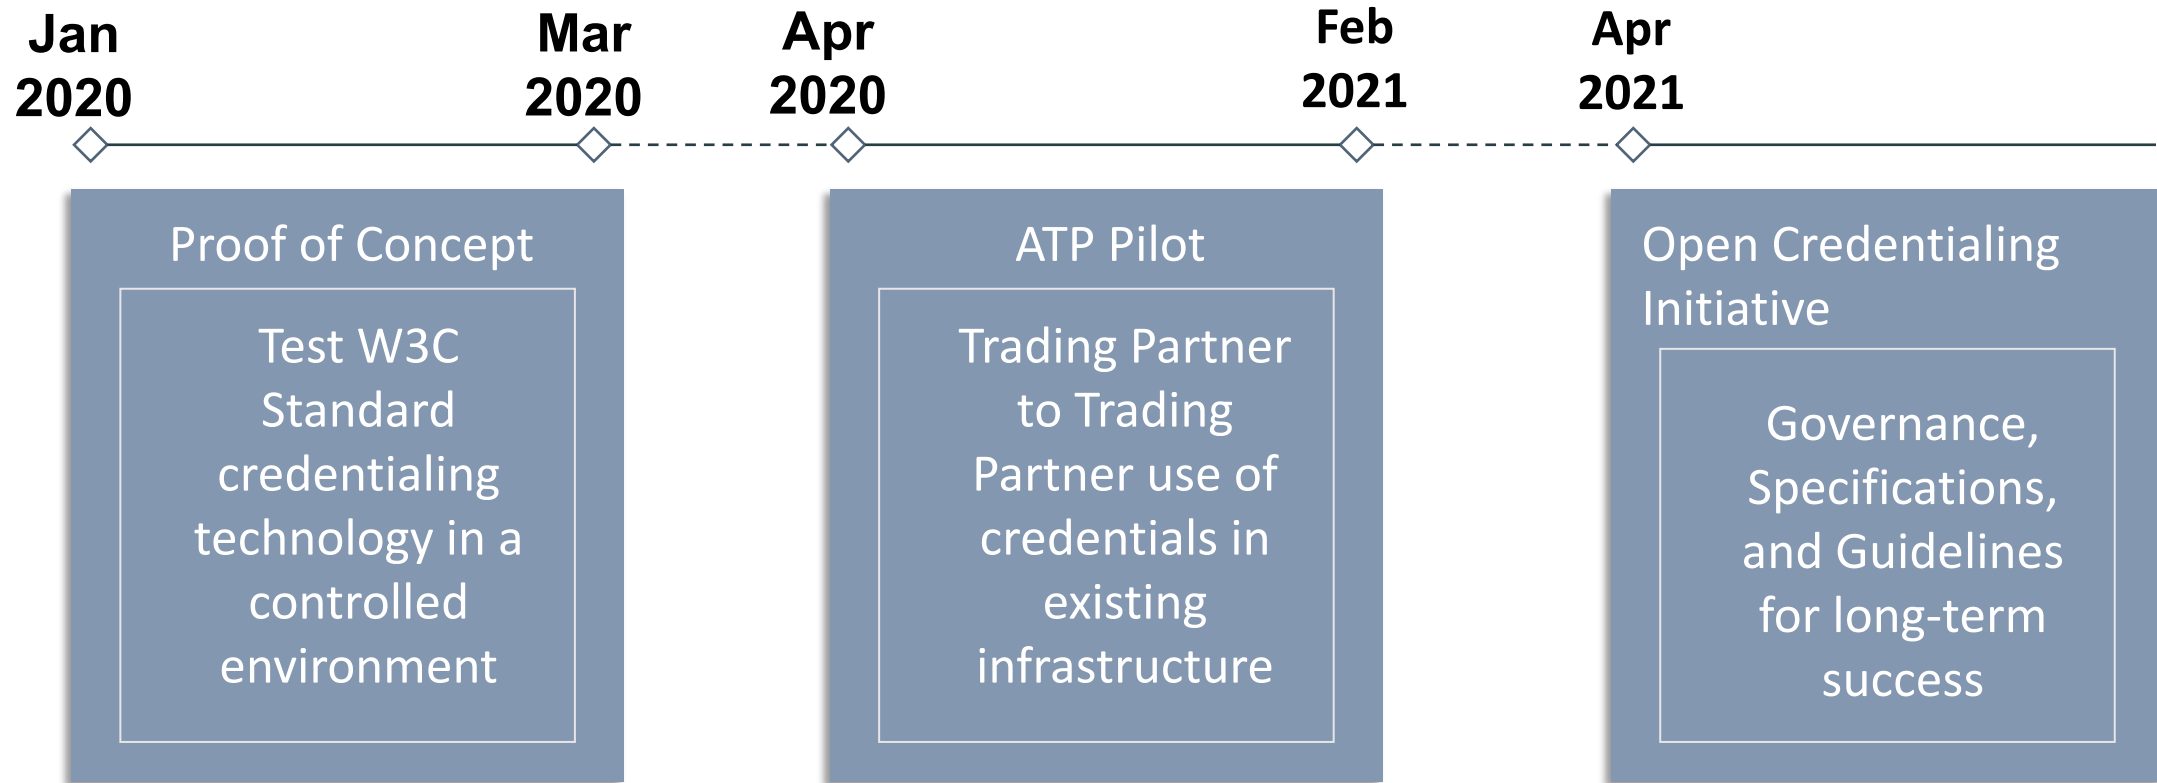 Jan
2020
Mar
2020
Apr
2020
Feb
2021
Apr
2021
Proof of Concept
Test W3C
Standard
credentialing
technology in a
controlled
environment
ATP Pilot
Trading Partner
to Trading
Partner use of
credentials in
existing
infrastructure
Open Credentialing
Initiative
Governance,
Specifications,
and Guidelines
for long-term
success